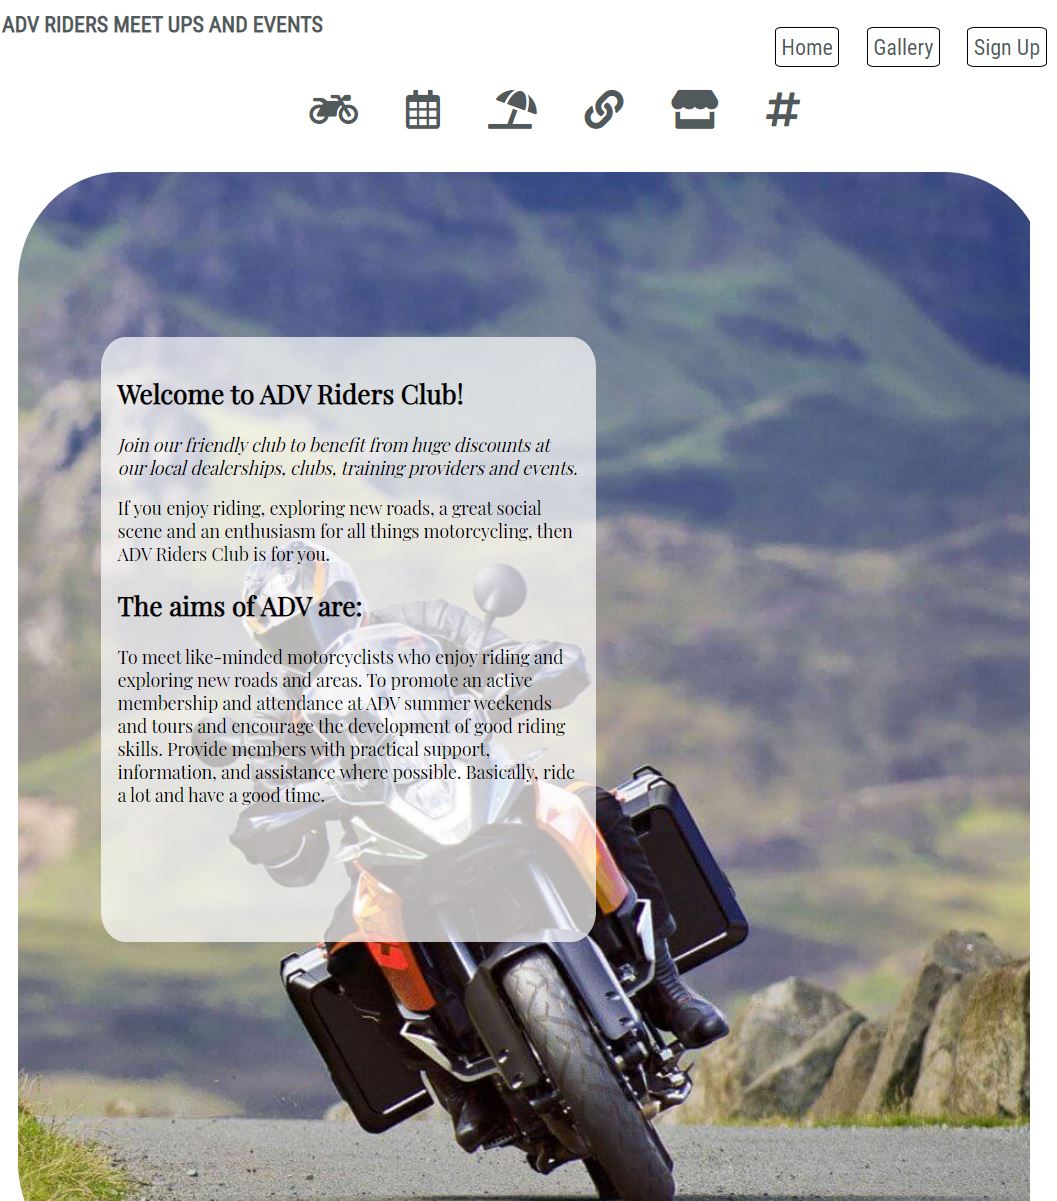 ADV RIDERS MEET UPS AND EVENTS
Home
Gallery
Sign Up
Welcome to ADV Riders Club!
Join our friendly club to benefit from huge discounts at
our local dealerships, clubs, training providers and events.
If you enjoy riding, exploring new roads, a great social
scene and an enthusiasm for all things motorcycling, then
ADV Riders Club is for you.
The aims of ADV are:
To meet like-minded motorcyclists who enjoy riding and
exploring new roads and areas. To promote an active
membership and attendance at ADV summer weekends
and tours and encourage the development of good riding
skills. Provide members with practical support,
information, and assistance where possible. Basically, ride
a lot and have a good time.